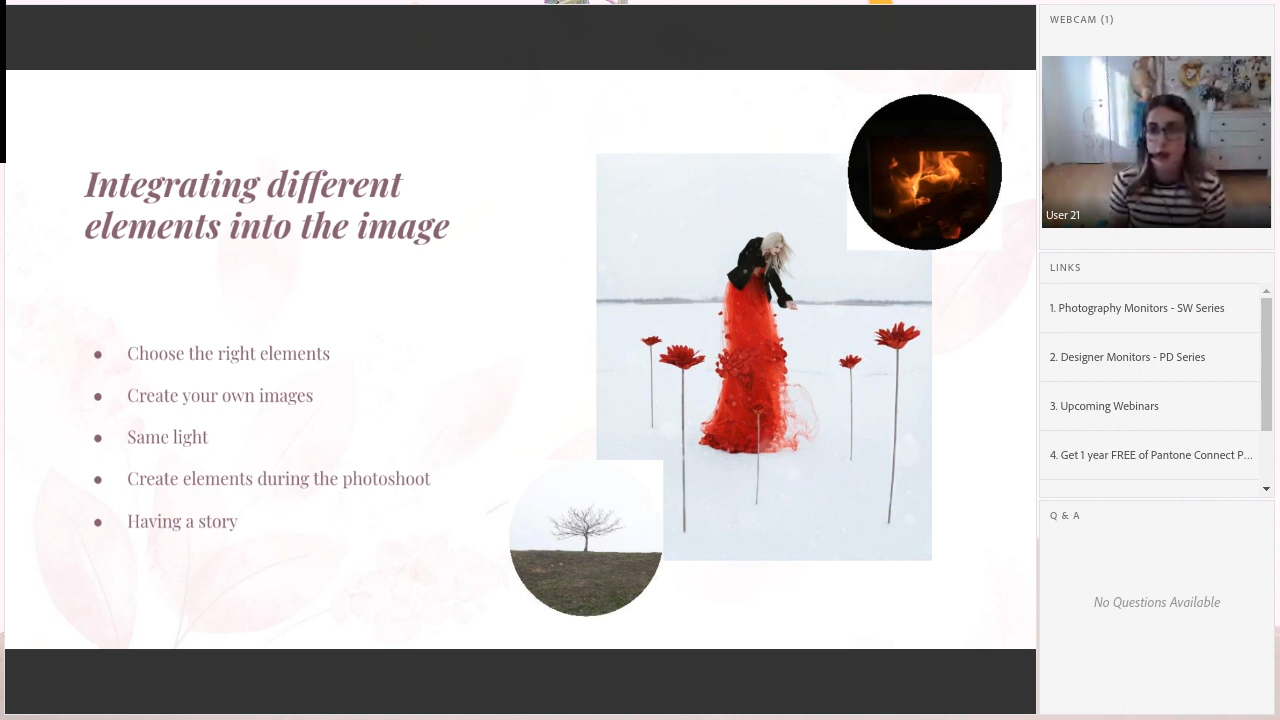 Integrating different
elements into the image
● Choose the right elements
● Create your own images
● Same light
● Create elements during the photoshoot
● Having a story
WEBCAM (1)
User 21
LINKS
1. Photography Monitors - SW Series
2. Designer Monitors - PD Series
3. Upcoming Webinars
4. Get 1 year FREE of Pantone Connect P...
Q & A
No Questions Available